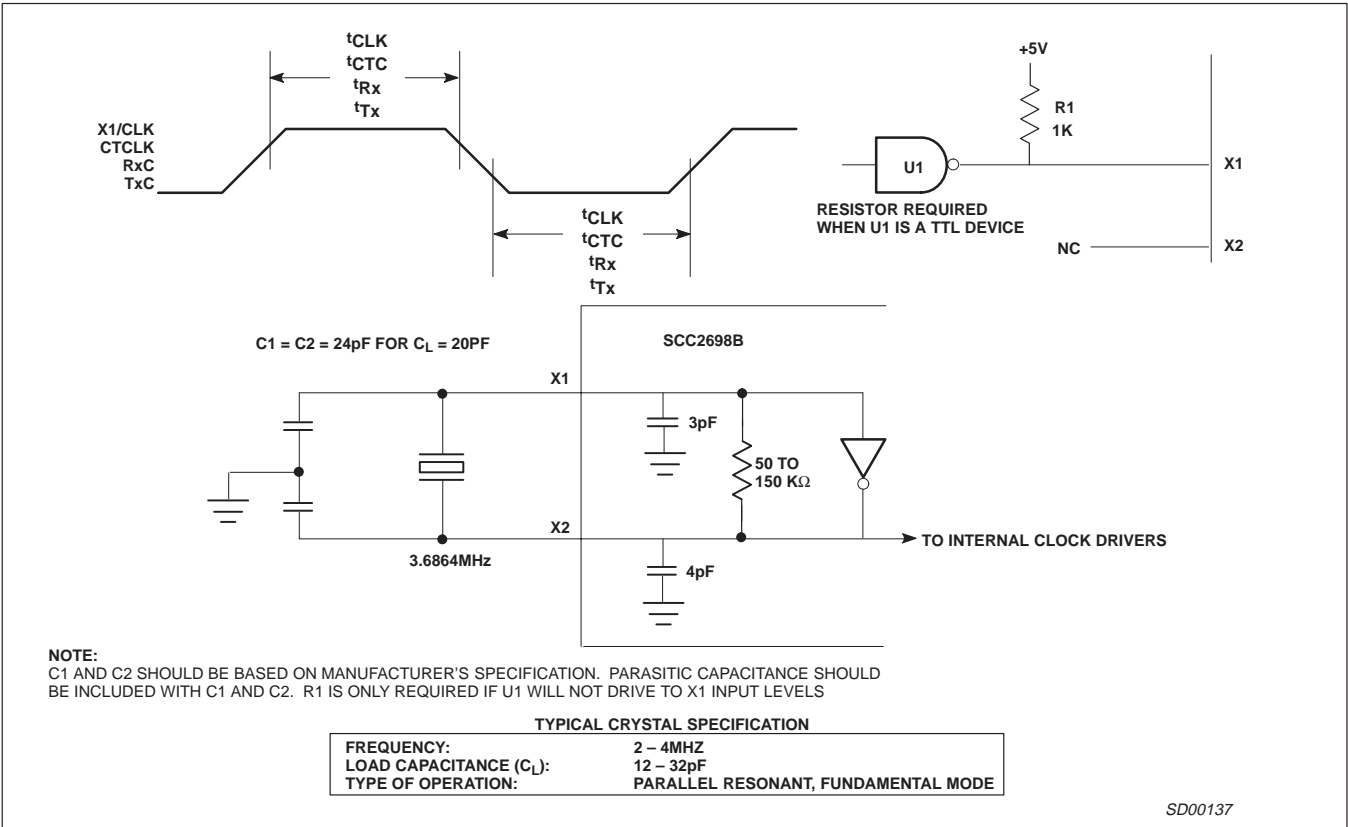 tCLK
tCTC
tRx
tTx
X1/CLK
CTCLK
RxC
TxC
tCLK
tCTC
tRx
tTx
+5V
R1
1K
U1
X1
RESISTOR REQUIRED
WHEN U1 IS A TTL DEVICE
NC
X2
C1 = C2 = 24pF FOR CL = 20PF
SCC2698B
X1
3pF
50 TO
150 KΩ
X2
TO INTERNAL CLOCK DRIVERS
3.6864MHz
4pF
NOTE:
C1 AND C2 SHOULD BE BASED ON MANUFACTURER'S SPECIFICATION. PARASITIC CAPACITANCE SHOULD
BE INCLUDED WITH C1 AND C2. R1 IS ONLY REQUIRED IF U1 WILL NOT DRIVE TO X1 INPUT LEVELS
TYPICAL CRYSTAL SPECIFICATION
FREQUENCY: 2 – 4MHZ
LOAD CAPACITANCE (CL): 12 – 32pF
TYPE OF OPERATION: PARALLEL RESONANT, FUNDAMENTAL MODE
SD00137